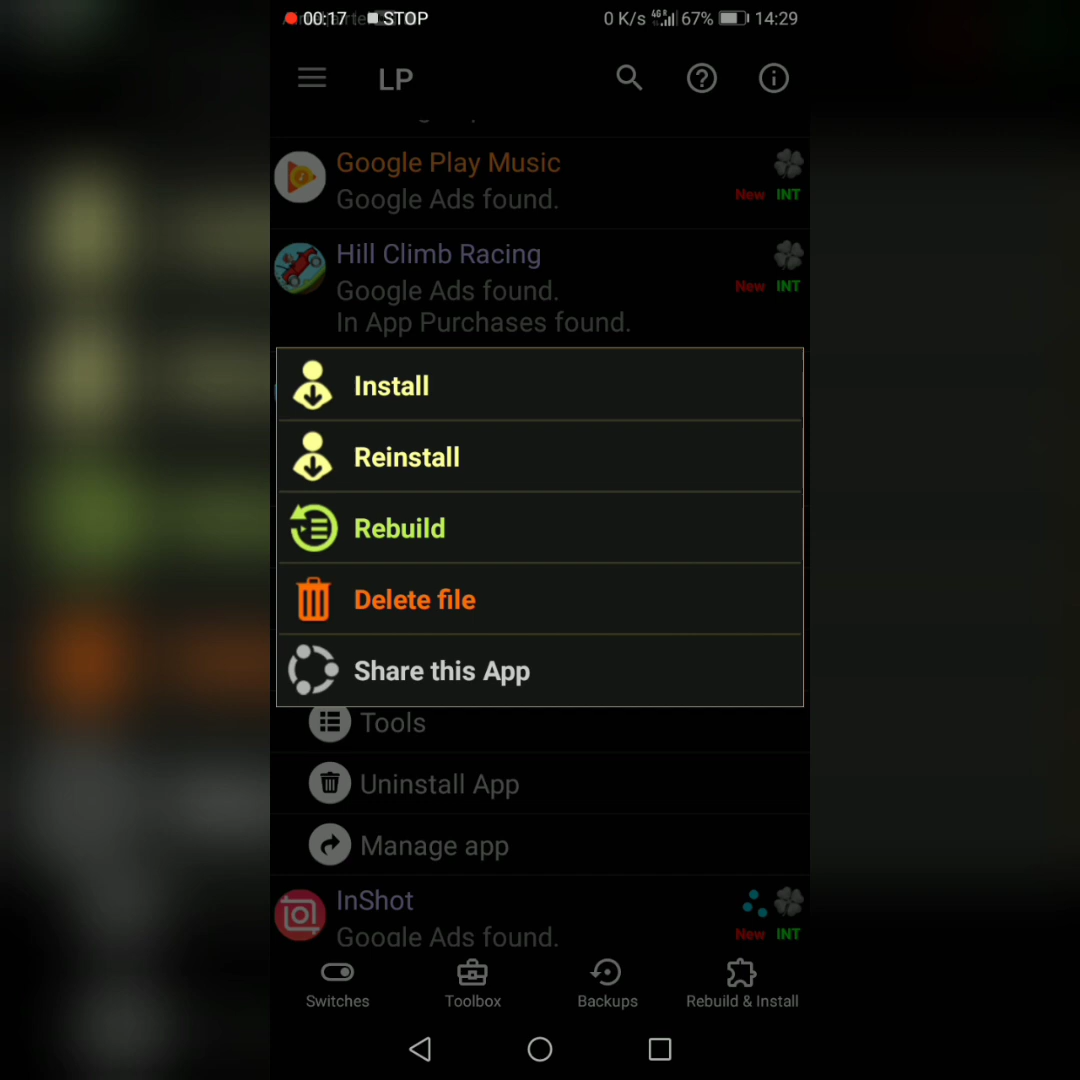 00:17 STOP 0 K/s 4G R 67% 14:29
LP
Google Play Music
Google Ads found.
New INT
Hill Climb Racing
Google Ads found.
New INT
In App Purchases found.
Install
Reinstall
Rebuild
Delete file
Share this App
Tools
Uninstall App
Manage app
InShot
Google Ads found.
New INT
Switches Toolbox Backups Rebuild & Install